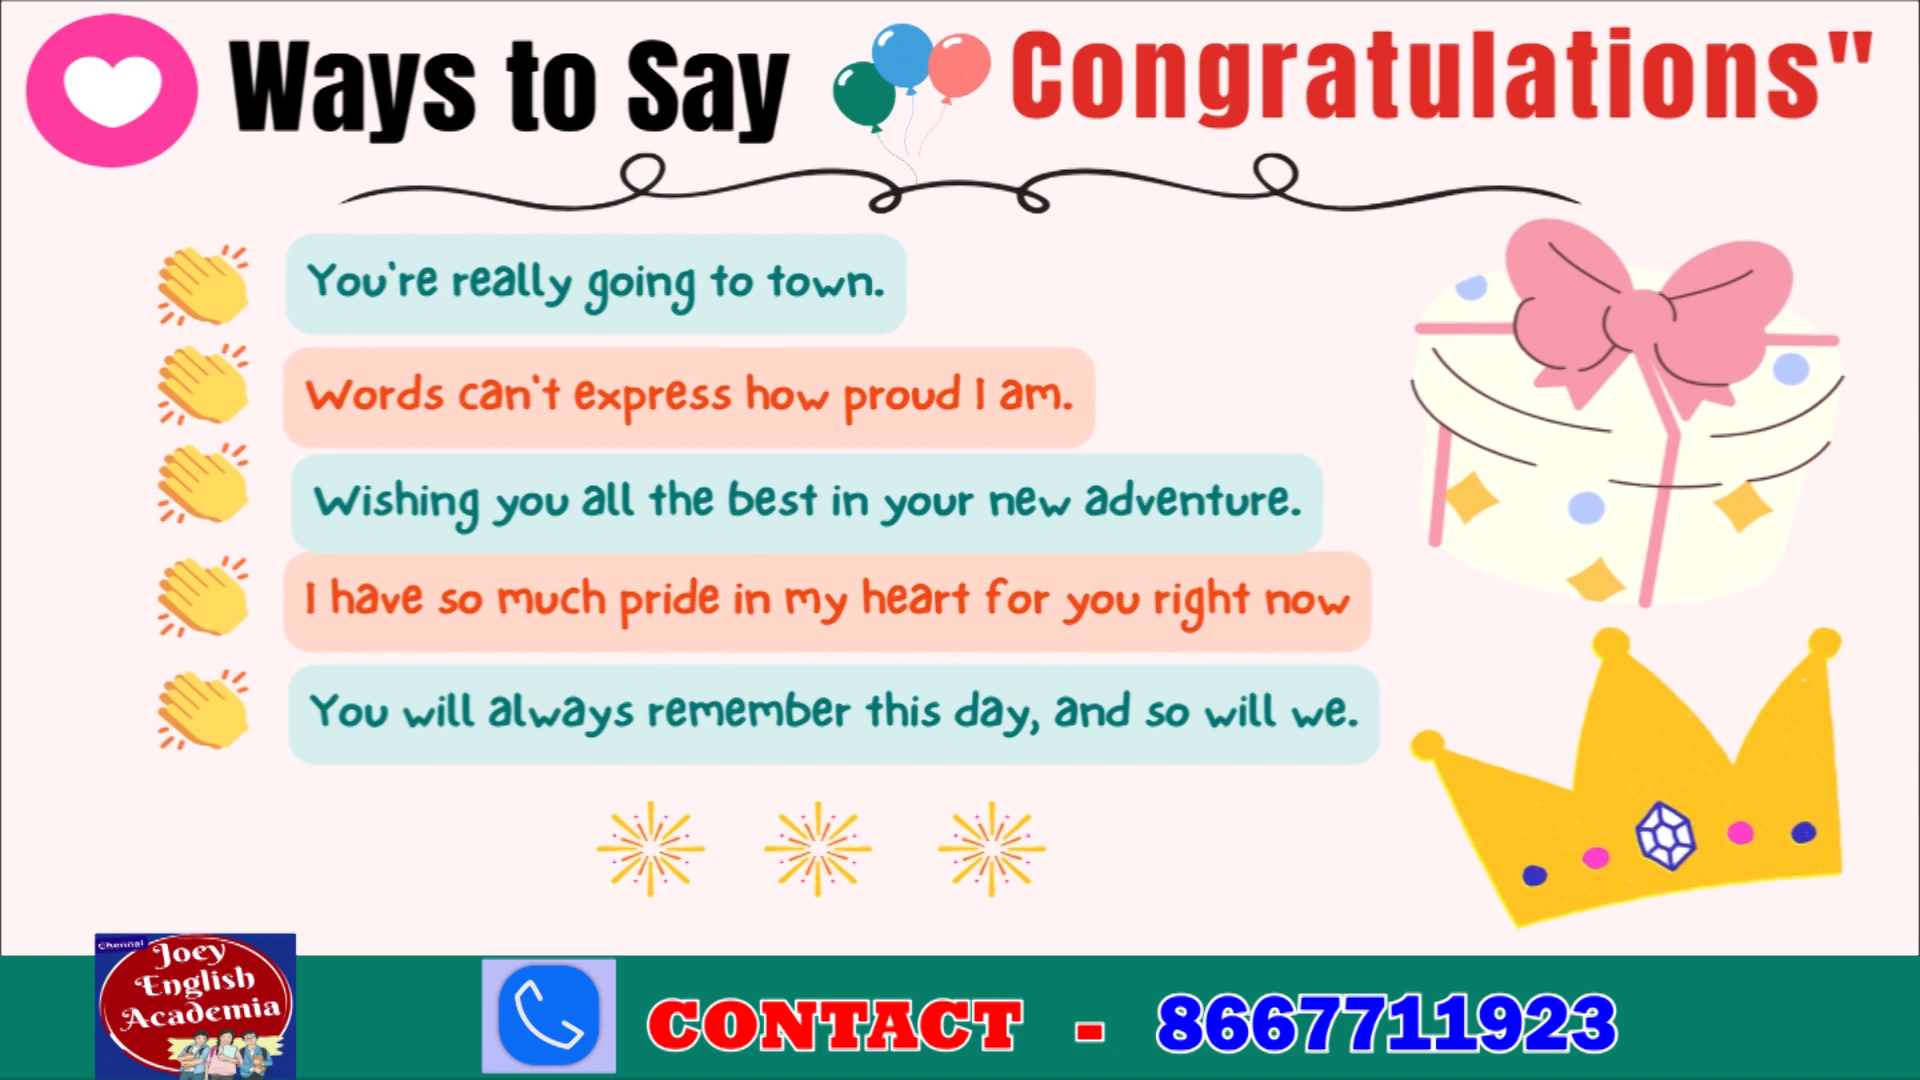 Ways to Say Congratulations"
You're really going to town.
Words can't express how proud I am.
Wishing you all the best in your new adventure.
I have so much pride in my heart for you right now
You will always remember this day, and so will we.
Chennai
Joey
English
Academia
CONTACT - 8667711923